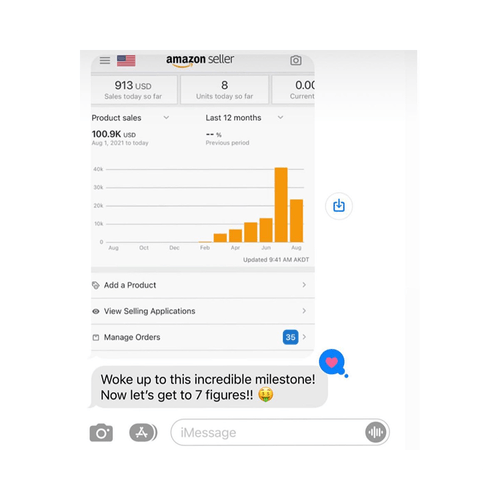 amazon seller
913 USD 8 0.00
Sales today so far Units today so far Current
Product sales Last 12 months
100.9K USD -- %
Aug 1, 2021 to today Previous period
40k
30k
20k
10k
0
Aug Oct Dec Feb Apr Jun Aug
Updated 9:41 AM AKDT
Add a Product
View Selling Applications
Manage Orders 35
Woke up to this incredible milestone!
Now let's get to 7 figures!! 🤑
iMessage